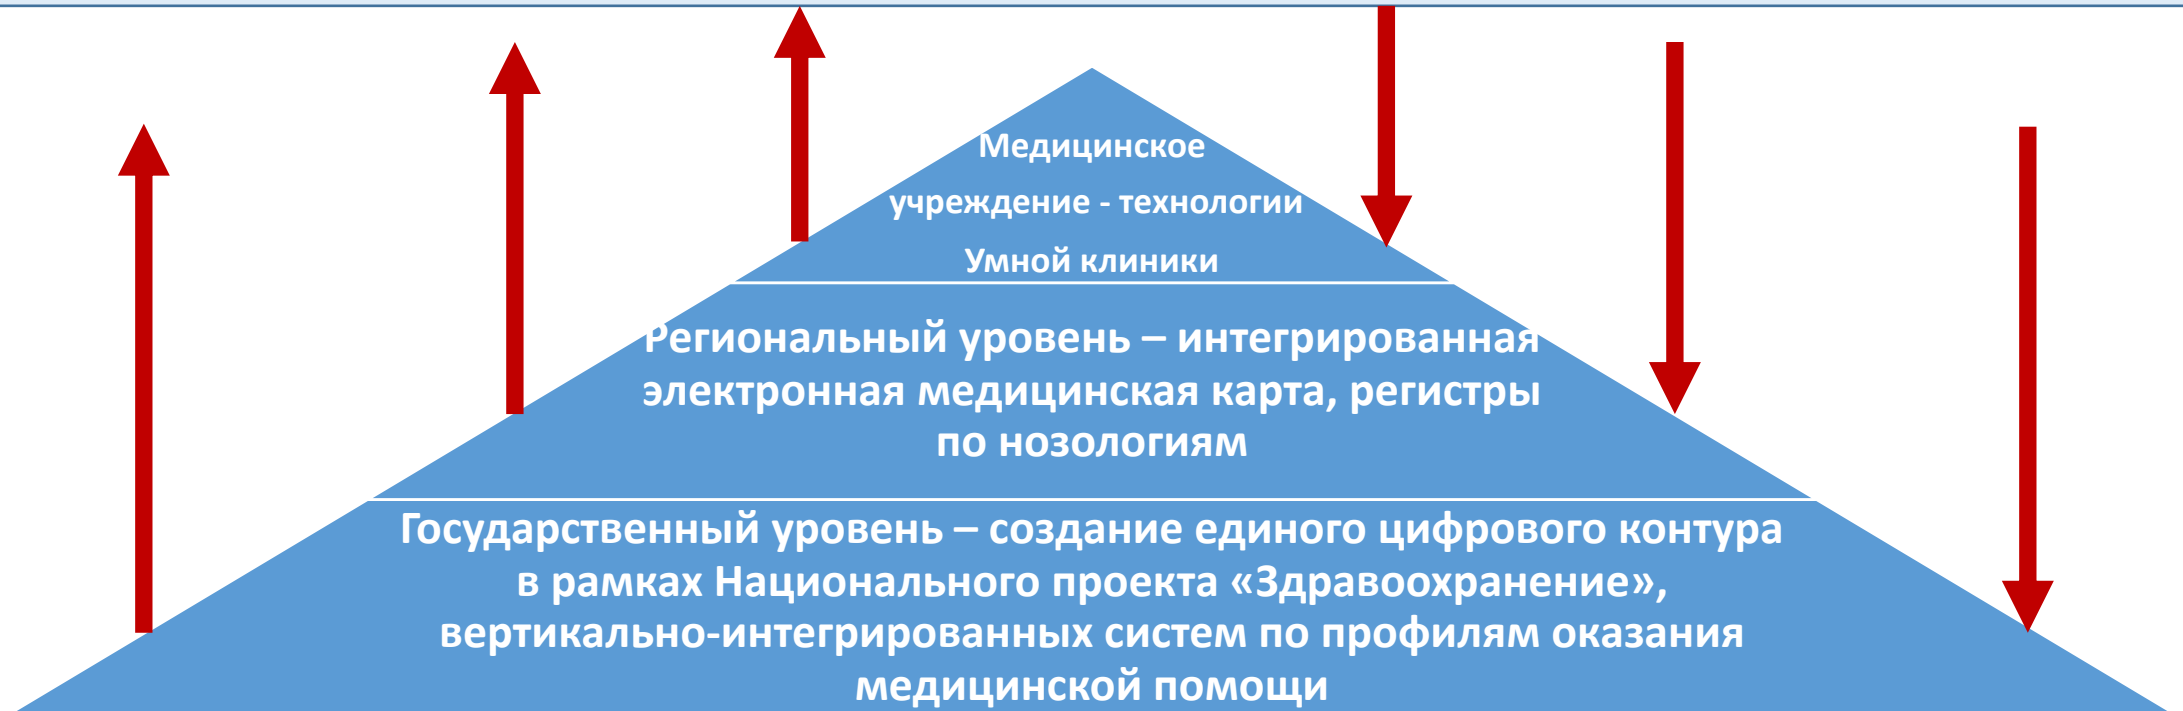 Медицинское
учреждение - технологии
Умной клиники
Региональный уровень – интегрированная
электронная медицинская карта, регистры
по нозологиям
Государственный уровень – создание единого цифрового контура
в рамках Национального проекта «Здравоохранение»,
вертикально-интегрированных систем по профилям оказания
медицинской помощи